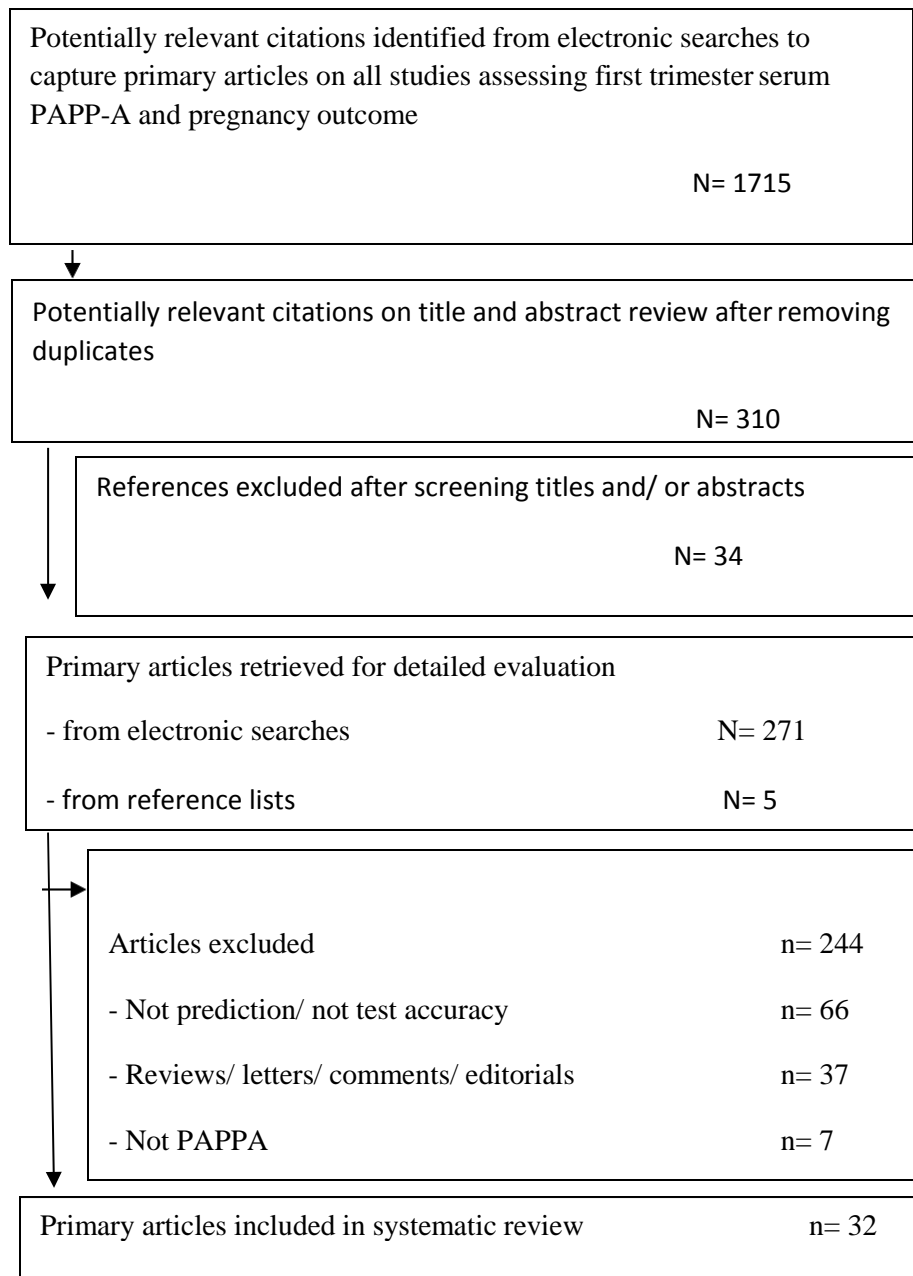 Potentially relevant citations identified from electronic searches to
capture primary articles on all studies assessing first trimester serum
PAPP-A and pregnancy outcome
N= 1715
Potentially relevant citations on title and abstract review after removing
duplicates
N= 310
References excluded after screening titles and/ or abstracts
N= 34
Primary articles retrieved for detailed evaluation
- from electronic searches N= 271
- from reference lists N= 5
Articles excluded n= 244
- Not prediction/ not test accuracy n= 66
- Reviews/ letters/ comments/ editorials n= 37
- Not PAPPA n= 7
Primary articles included in systematic review n= 32